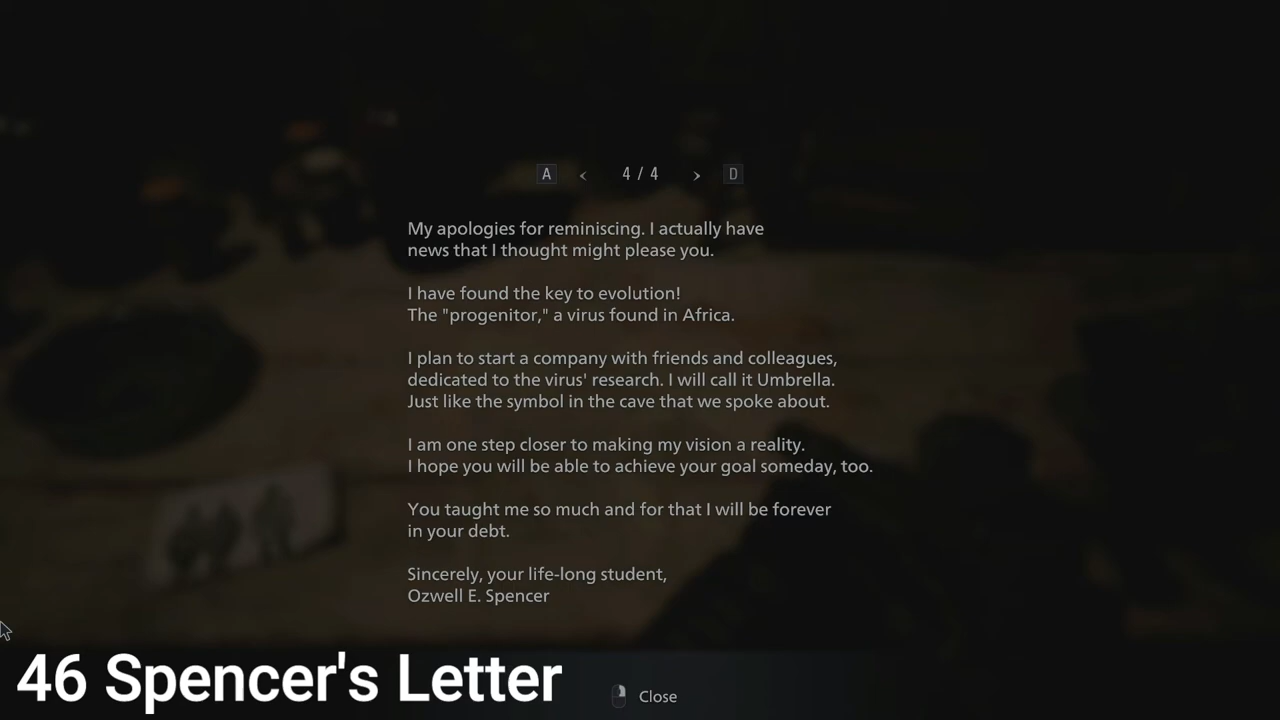 A < 4 / 4 > D
My apologies for reminiscing. I actually have
news that I thought might please you.
I have found the key to evolution!
The "progenitor," a virus found in Africa.
I plan to start a company with friends and colleagues,
dedicated to the virus' research. I will call it Umbrella.
Just like the symbol in the cave that we spoke about.
I am one step closer to making my vision a reality.
I hope you will be able to achieve your goal someday, too.
You taught me so much and for that I will be forever
in your debt.
Sincerely, your life-long student,
Ozwell E. Spencer
46 Spencer's Letter
Close